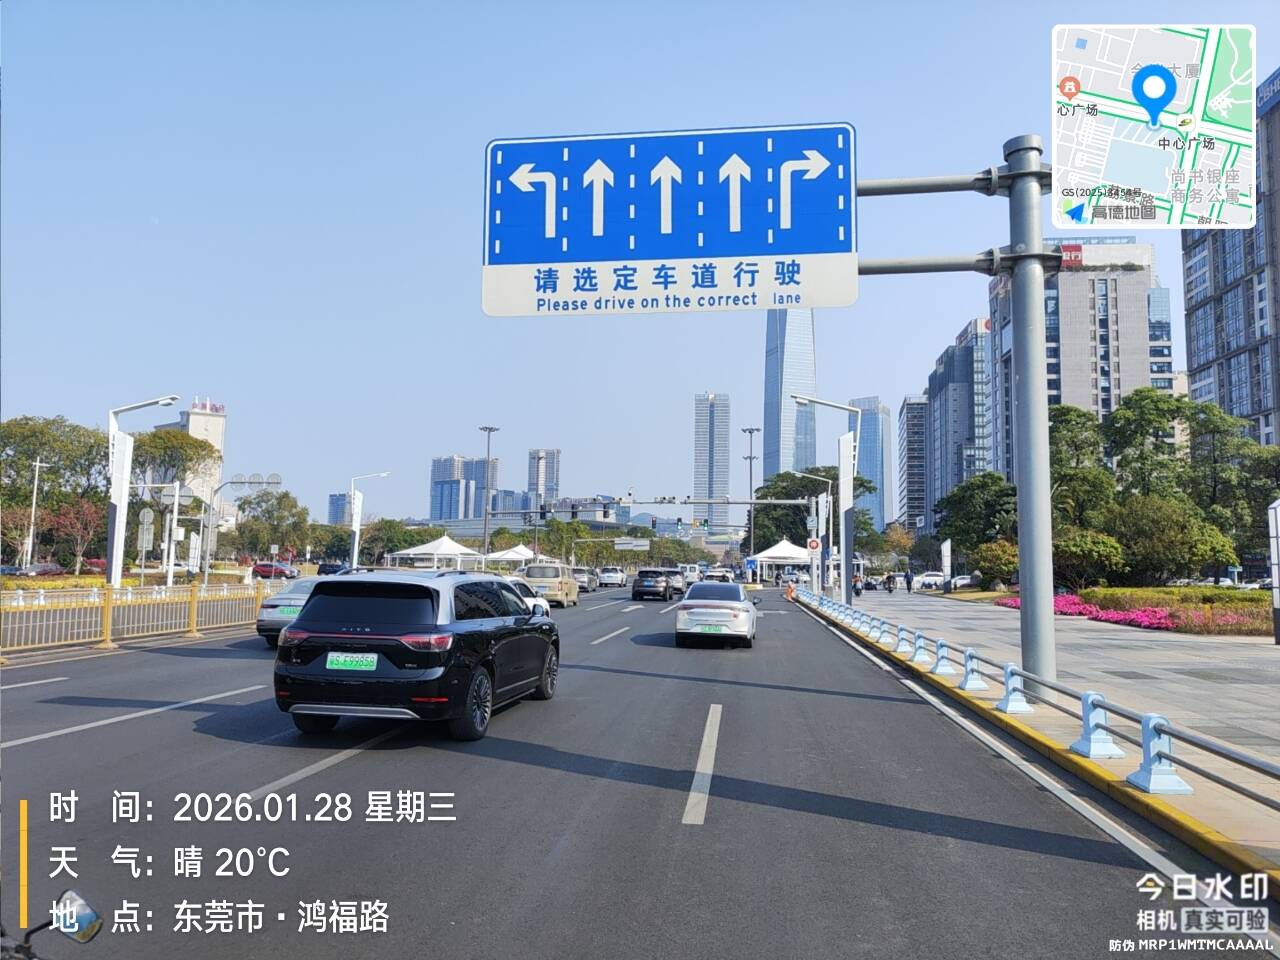 请选定车道行驶
Please drive on the correct lane
心广场
中心广场
尚书银座
商务公寓
高德地图
银行
AITO
时 间: 2026.01.28 星期三
天 气: 晴 20℃
地 点: 东莞市·鸿福路
今日水印
相机 真实可验
防伪 MRP1WMTMCAAAAL